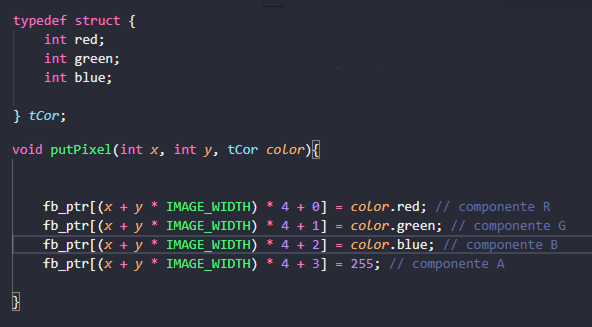 typedef struct {
    int red;
    int green;
    int blue;

} tCor;

void putPixel(int x, int y, tCor color){

    fb_ptr[(x + y * IMAGE_WIDTH) * 4 + 0] = color.red; // componente R
    fb_ptr[(x + y * IMAGE_WIDTH) * 4 + 1] = color.green; // componente G
    fb_ptr[(x + y * IMAGE_WIDTH) * 4 + 2] = color.blue; // componente B
    fb_ptr[(x + y * IMAGE_WIDTH) * 4 + 3] = 255; // componente A

}